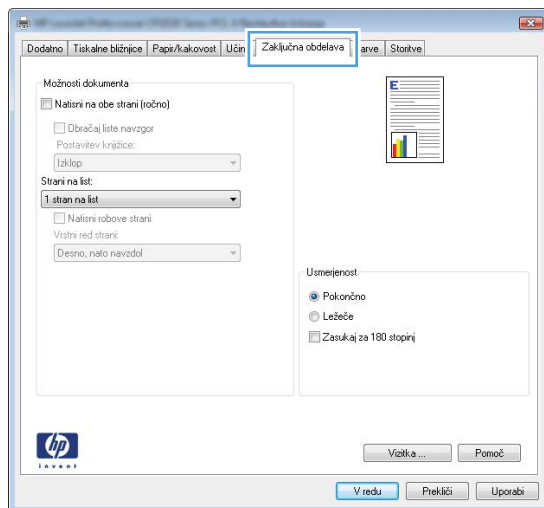 Dodatno
Tiskalne bližnjice
Papir/kakovost
Učin
Zaključna obdelava
arve
Storitve
Možnosti dokumenta
Natisni na obe strani (ročno)
Obračaj liste navzgor
Postavitev knjižice:
Izklop
Strani na list:
1 stran na list
Natisni robove strani
Vrstni red strani:
Desno, nato navzdol
E
Usmerjenost
Pokončno
Ležeče
Zasukaj za 180 stopinj
hp
invent
Vizitka ...
Pomoč
V redu
Prekliči
Uporabi